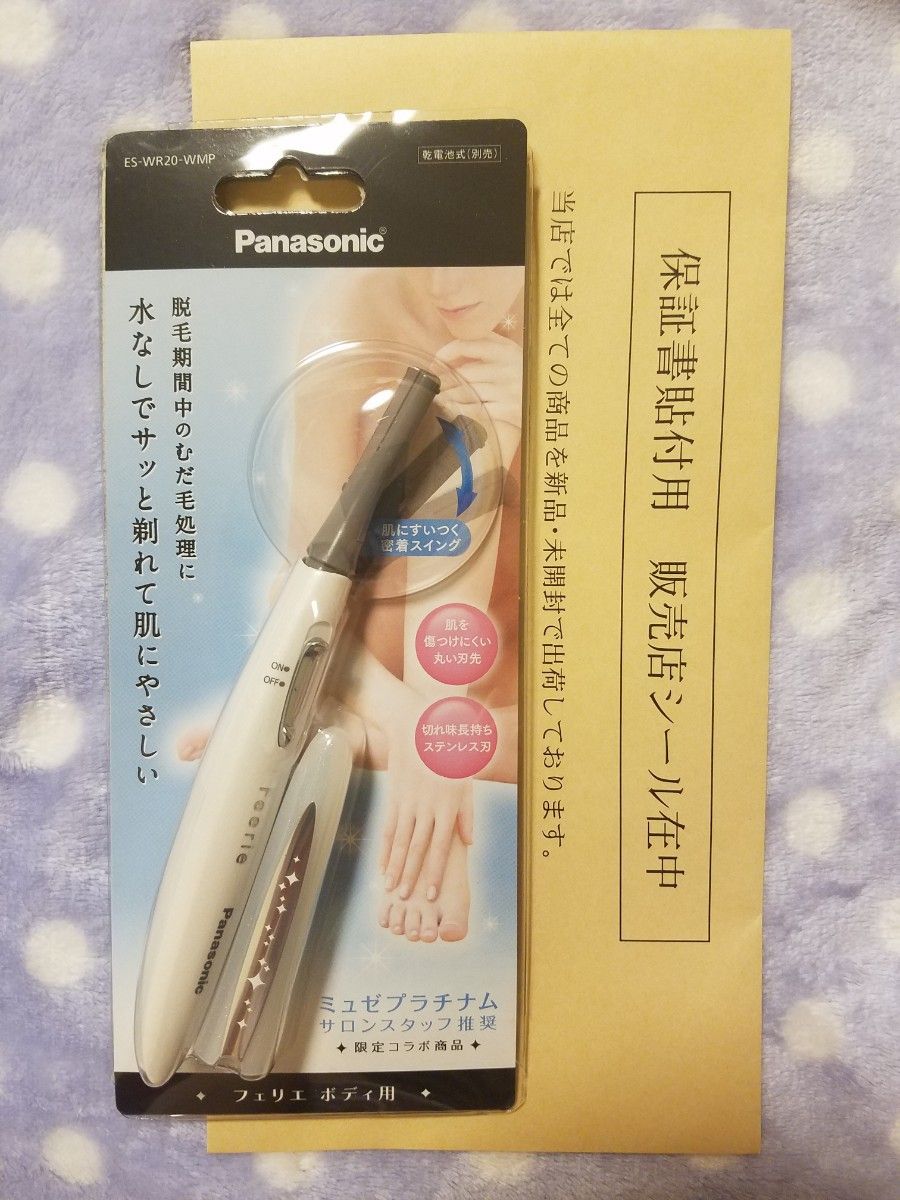 ES-WR20-WMP
乾電池式(別売)
Panasonic®
脱毛期間中のむだ毛処理に
水なしでサッと剃れて肌にやさしい
肌にすいつく
密着スイング
肌を
傷つけにくい
丸い刃先
切れ味長持ち
ステンレス刃
ON
OFF
Ferrie
Panasonic
ミュゼプラチナム
サロンスタッフ推奨
✦限定コラボ商品✦
✦ フェリエ ボディ用 ✦
保証書貼付用 販売店シール在中
当店では全ての商品を新品・未開封で出荷しております。